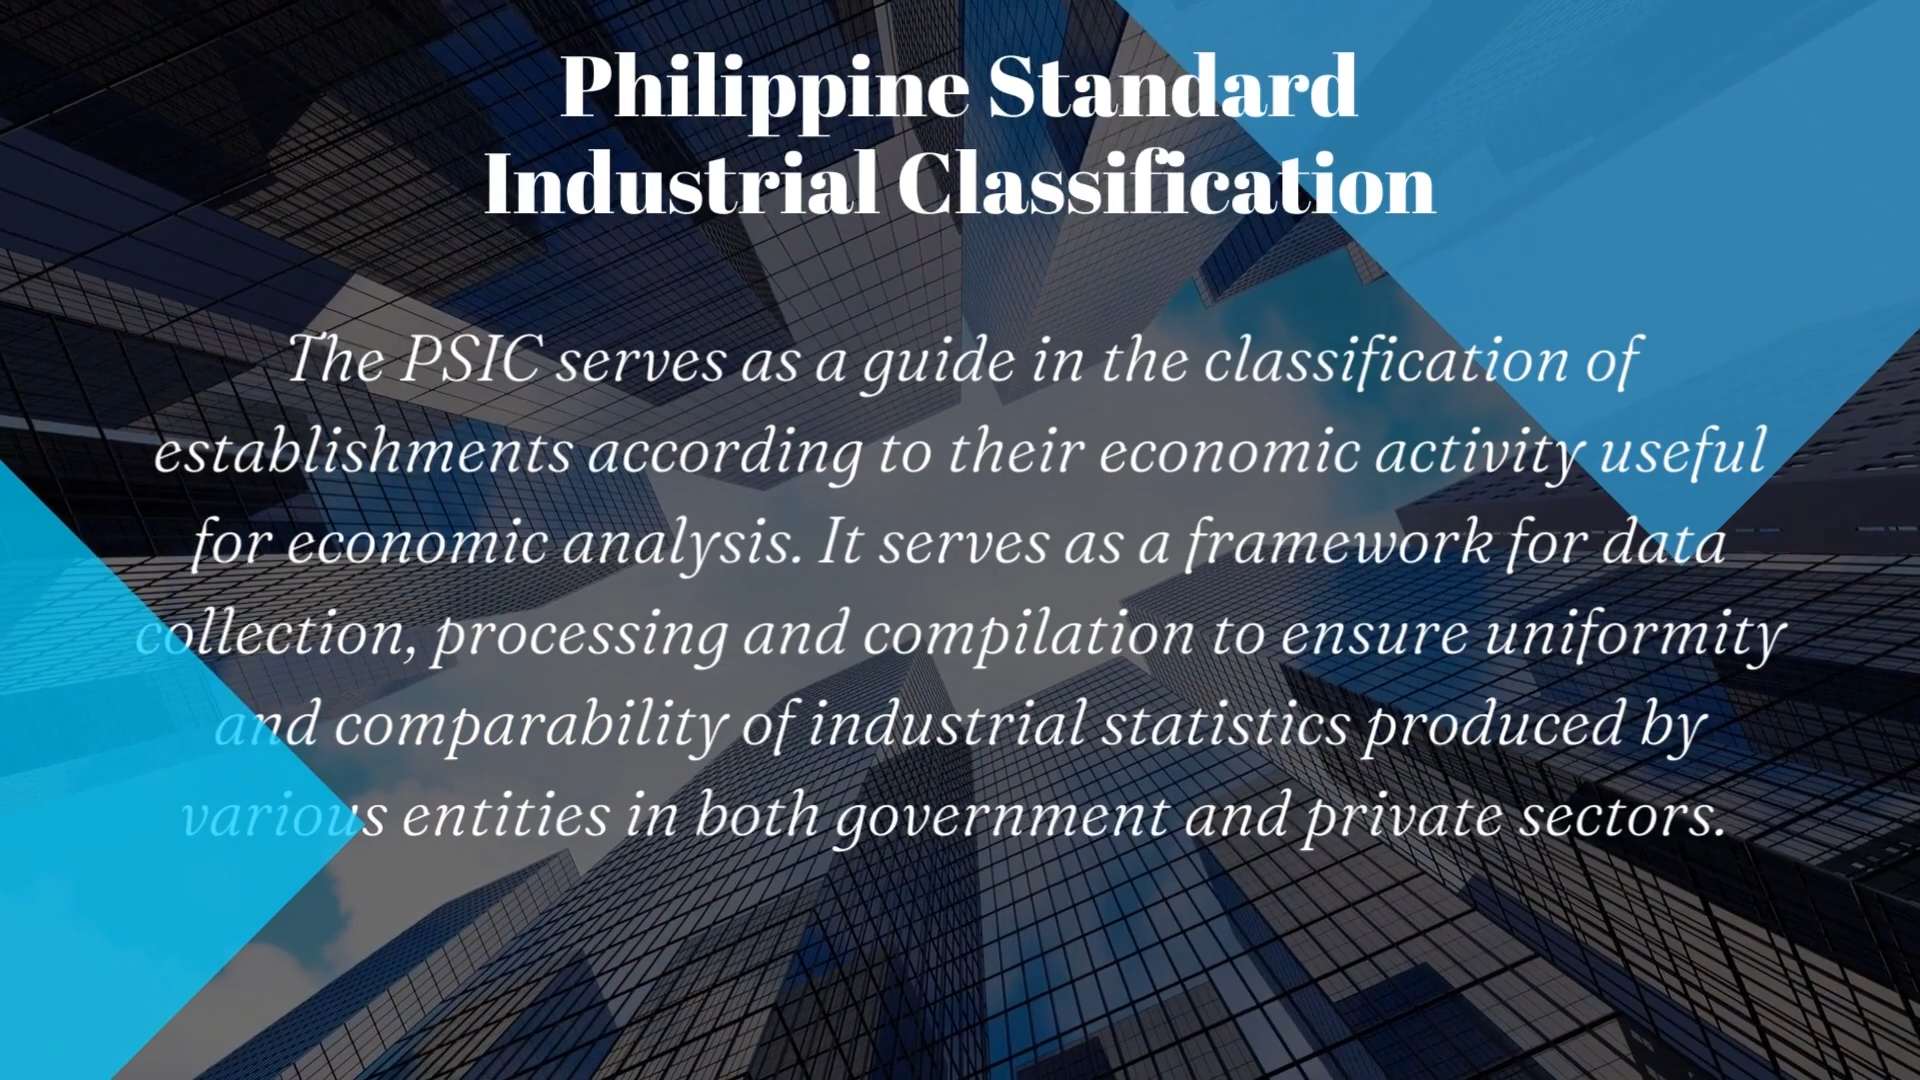 Philippine Standard
Industrial Classification
The PSIC serves as a guide in the classification of
establishments according to their economic activity useful
for economic analysis. It serves as a framework for data
collection, processing and compilation to ensure uniformity
and comparability of industrial statistics produced by
various entities in both government and private sectors.